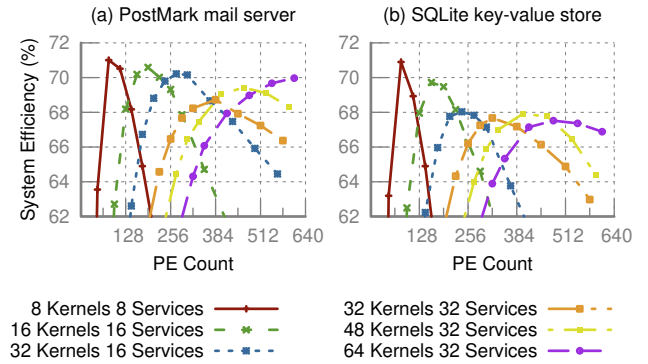 (a) PostMark mail server
(b) SQLite key-value store
System Efficiency (%)
72
70
68
66
64
62
128 256 384 512 640
PE Count
72
70
68
66
64
62
128 256 384 512 640
PE Count
8 Kernels 8 Services
16 Kernels 16 Services
32 Kernels 16 Services
32 Kernels 32 Services
48 Kernels 32 Services
64 Kernels 32 Services